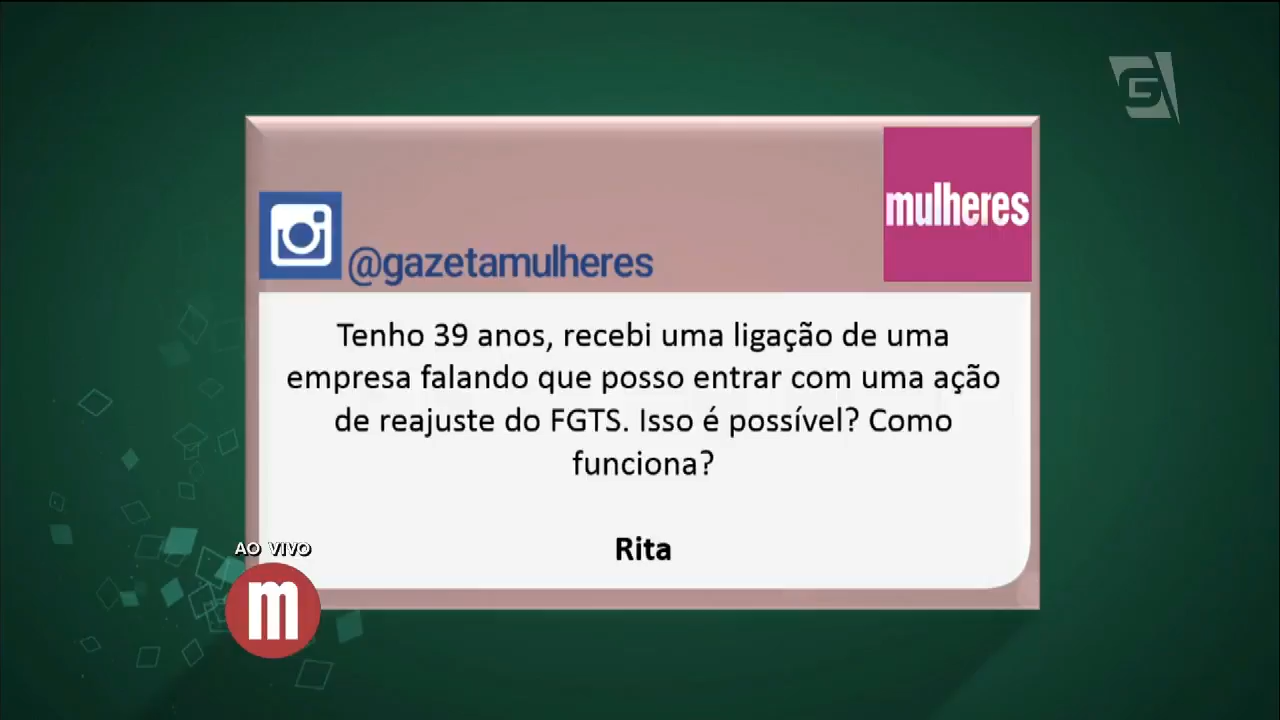 mulheres
@gazetamulheres
Tenho 39 anos, recebi uma ligação de uma
empresa falando que posso entrar com uma ação
de reajuste do FGTS. Isso é possível? Como
funciona?
Rita
AO VIVO
m